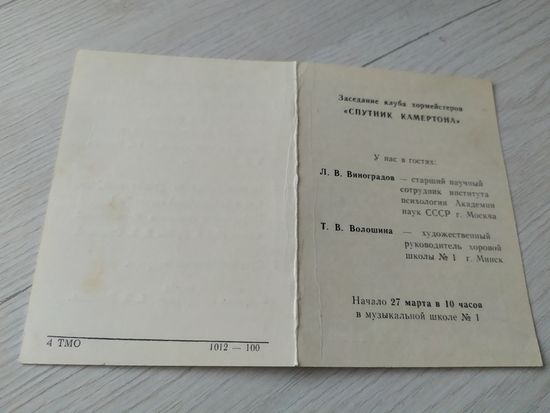 Заседание клуба хормейстеров
«СПУТНИК КАМЕРТОНА»
У нас в гостях:
Л. В. Виноградов — старший научный
сотрудник института
психологии Академии
наук СССР г. Москва
Т. В. Волошина — художественный
руководитель хоровой
школы № 1 г. Минск
Начало 27 марта в 10 часов
в музыкальной школе № 1
4 ТМО 1012 — 100